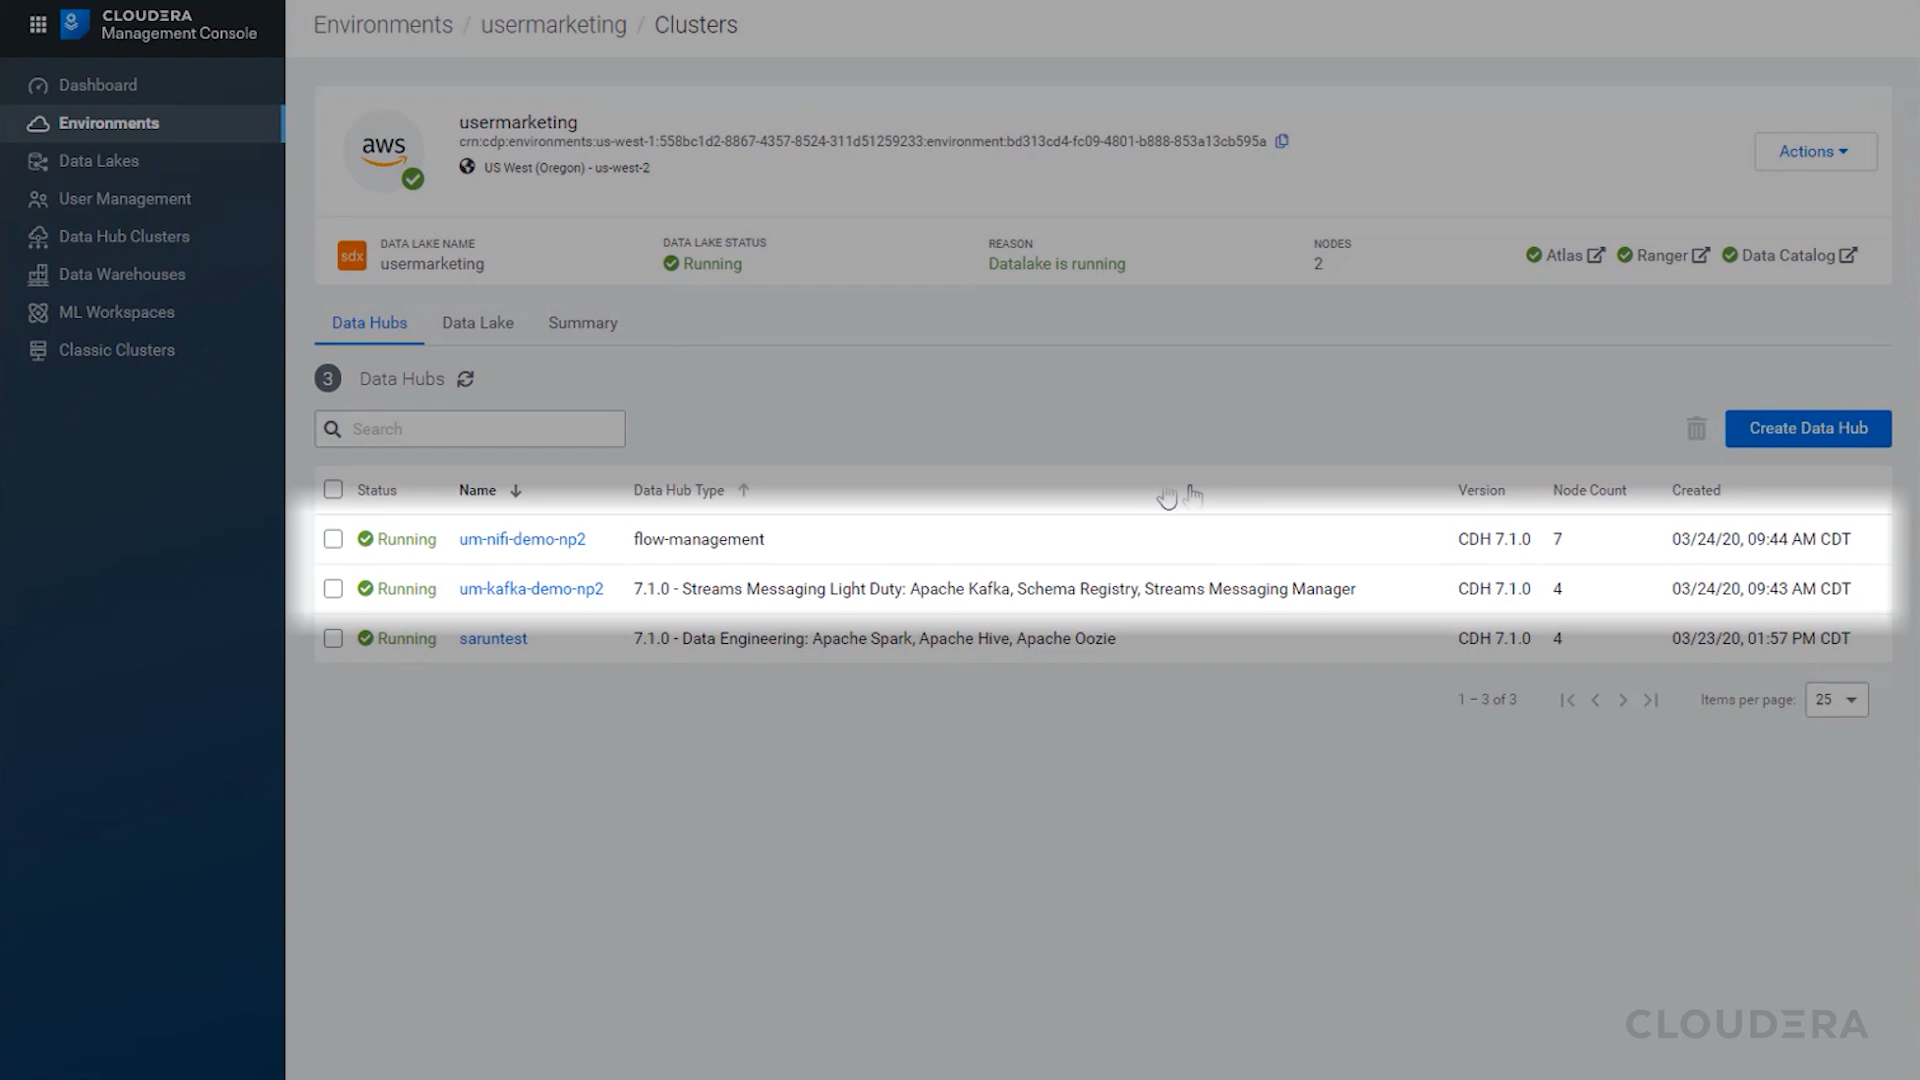 CLOUDERA
Management Console
Environments / usermarketing / Clusters
Dashboard
Environments
Data Lakes
User Management
Data Hub Clusters
Data Warehouses
ML Workspaces
Classic Clusters
aws
usermarketing
crn:cdp:environments:us-west-1:558bc1d2-8867-4357-8524-311d51259233:environment:bd313cd4-fc09-4801-b888-853a13cb595a
US West (Oregon) - us-west-2
Actions
sdx
DATA LAKE NAME
usermarketing
DATA LAKE STATUS
Running
REASON
Datalake is running
NODES
2
Atlas
Ranger
Data Catalog
Data Hubs Data Lake Summary
3 Data Hubs
Search
Create Data Hub
Status Name Data Hub Type Version Node Count Created
Running um-nifi-demo-np2 flow-management CDH 7.1.0 7 03/24/20, 09:44 AM CDT
Running um-kafka-demo-np2 7.1.0 - Streams Messaging Light Duty: Apache Kafka, Schema Registry, Streams Messaging Manager CDH 7.1.0 4 03/24/20, 09:43 AM CDT
Running saruntest 7.1.0 - Data Engineering: Apache Spark, Apache Hive, Apache Oozie CDH 7.1.0 4 03/23/20, 01:57 PM CDT
1 – 3 of 3 Items per page: 25
CLOUDERA